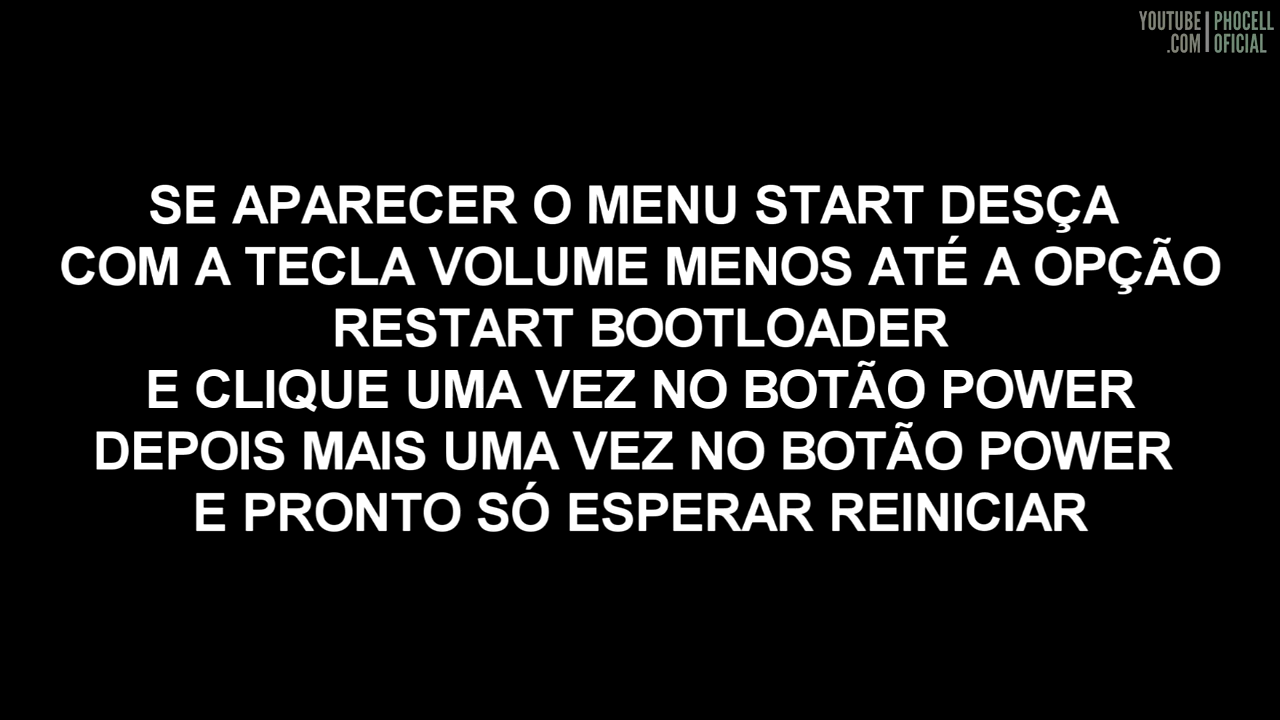 YOUTUBE PHOCELL
.COM OFICIAL
SE APARECER O MENU START DESÇA
COM A TECLA VOLUME MENOS ATÉ A OPÇÃO
RESTART BOOTLOADER
E CLIQUE UMA VEZ NO BOTÃO POWER
DEPOIS MAIS UMA VEZ NO BOTÃO POWER
E PRONTO SÓ ESPERAR REINICIAR